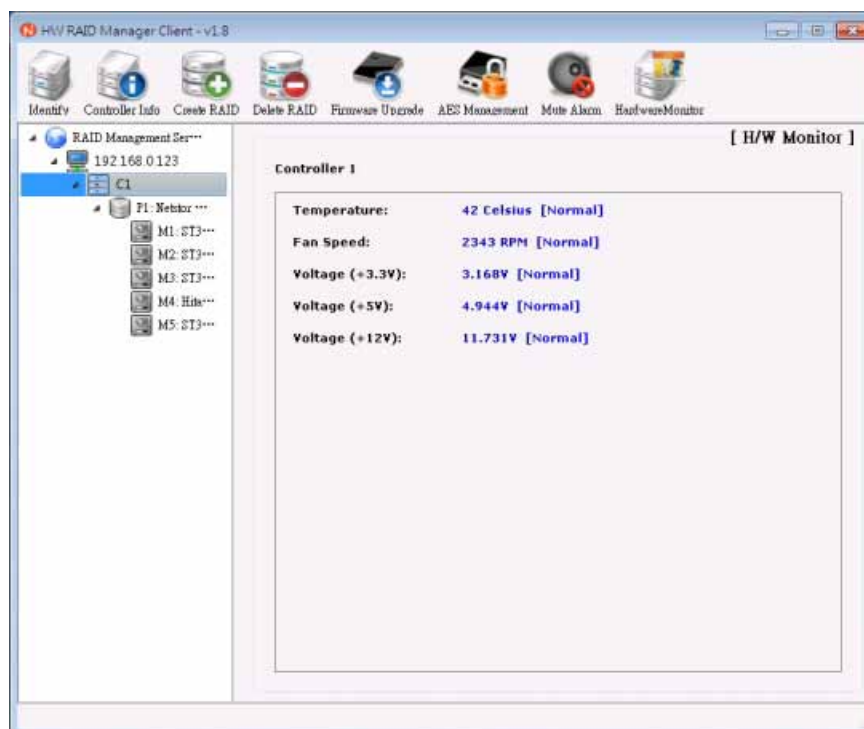 HW RAID Manager Client - v1.8
Identify Controller Info Create RAID Delete RAID Firmware Upgrade AES Management Mute Alarm HardwareMonitor
RAID Management Ser...
192.168.0.123
C1
P1: Netstor ...
M1: ST3...
M2: ST3...
M3: ST3...
M4: Hita...
M5: ST3...
[ H/W Monitor ]
Controller 1
Temperature: 42 Celsius [Normal]
Fan Speed: 2343 RPM [Normal]
Voltage (+3.3V): 3.168V [Normal]
Voltage (+5V): 4.944V [Normal]
Voltage (+12V): 11.731V [Normal]